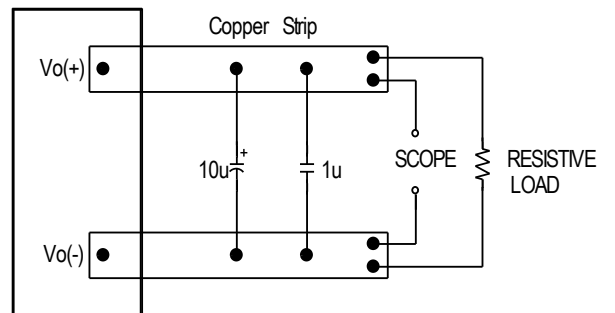 Copper Strip
Vo(+)
10u
+
1u
SCOPE
RESISTIVE
LOAD
Vo(-)